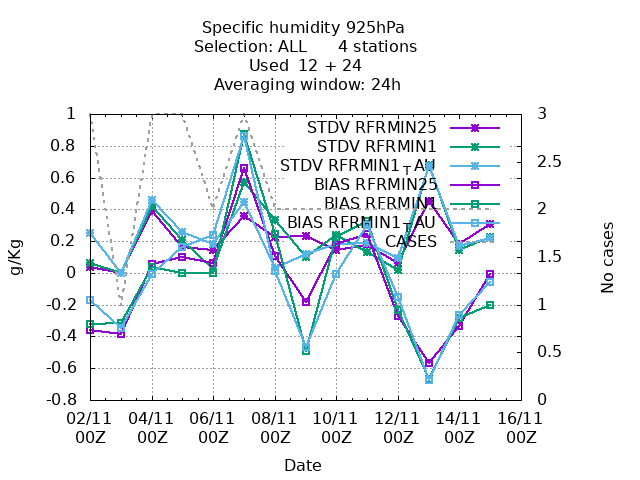 Specific humidity 925hPa
Selection: ALL 4 stations
Used 12 + 24
Averaging window: 24h
1 3
STDV RFRMIN25
0.8 STDV RFRMIN1
2.5
0.6 STDV RFRMIN1_AU
BIAS RFRMIN25
0.4 BIAS RFRMIN1 2
BIAS RFRMIN1_AU
0.2 CASES 1.5
0
-0.2 1
-0.4
0.5
-0.6
-0.8 0
g/Kg
No cases
02/11 04/11 06/11 08/11 10/11 12/11 14/11 16/11
00Z 00Z 00Z 00Z 00Z 00Z 00Z 00Z
Date